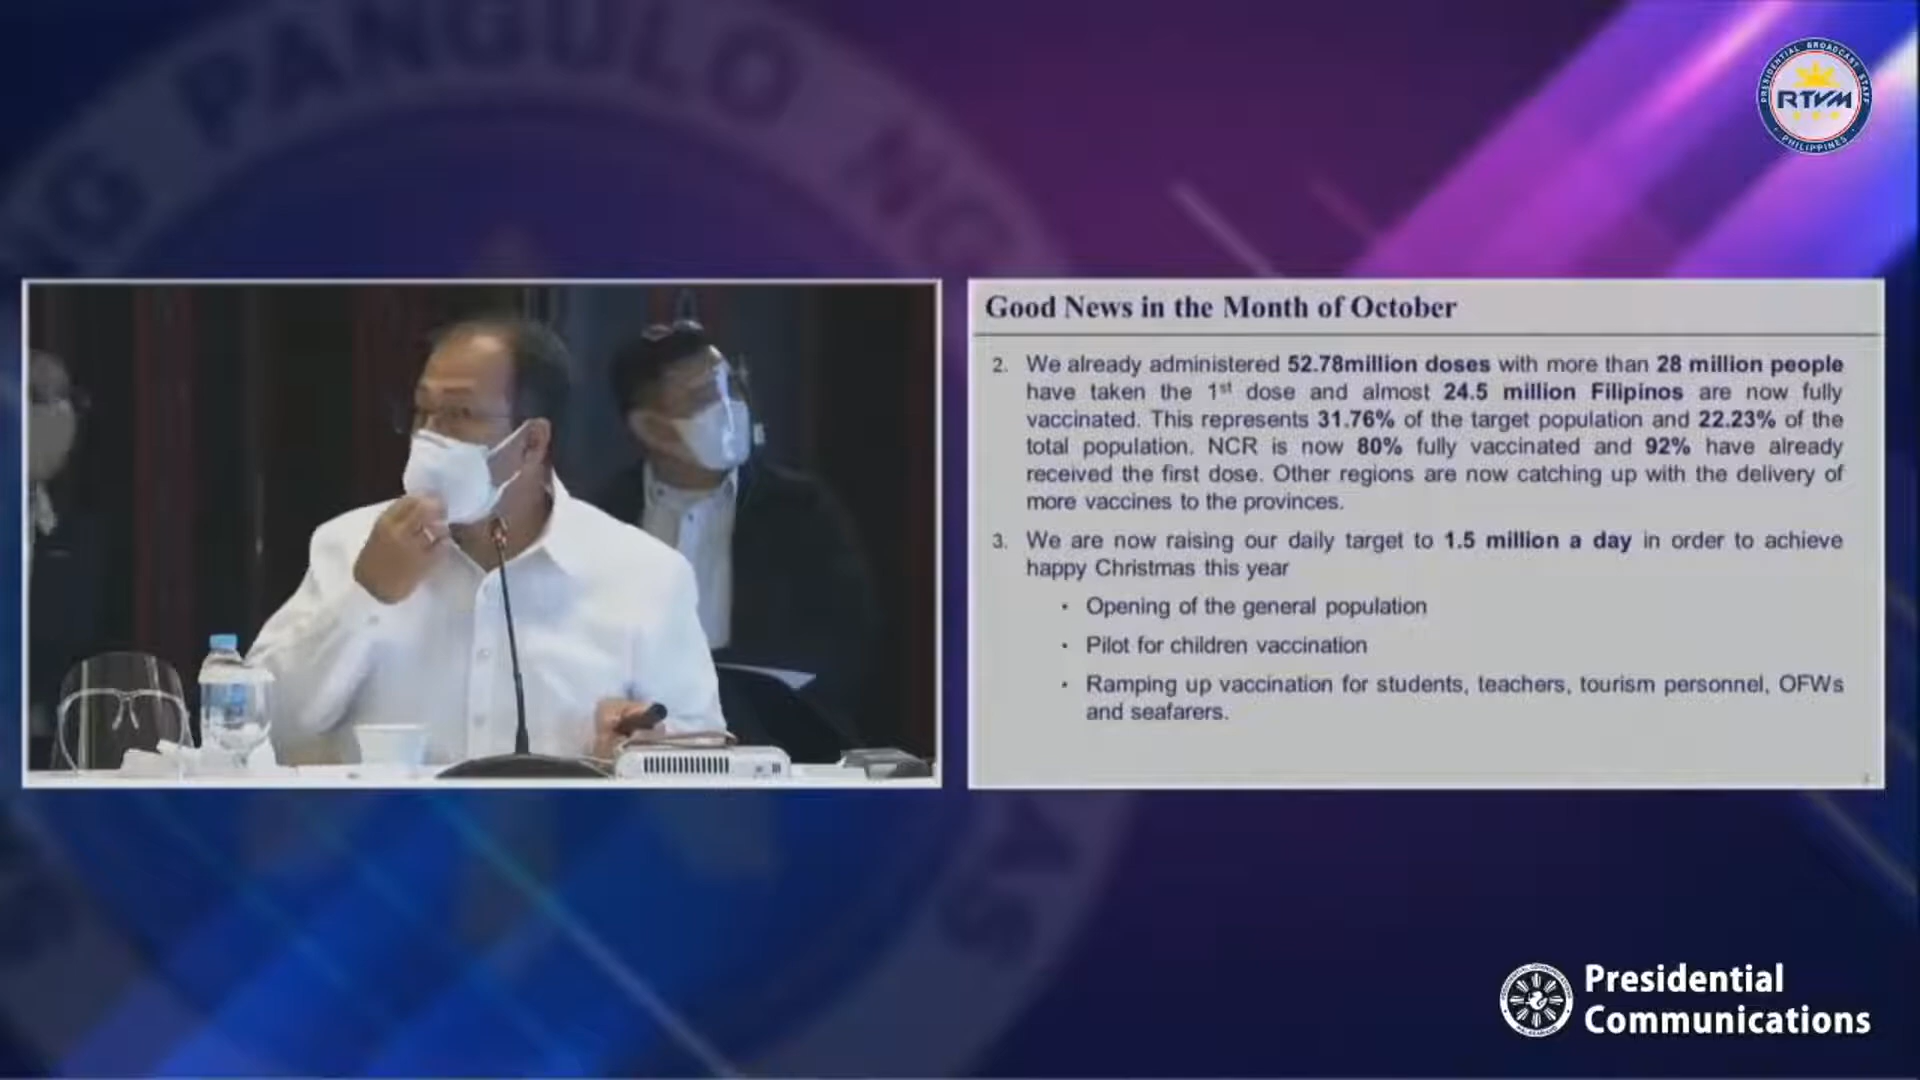 ANG PANGULO NG
PRESIDENTIAL BROADCAST STAFF
RTVM
PHILIPPINES
Good News in the Month of October
2. We already administered 52.78million doses with more than 28 million people
have taken the 1st dose and almost 24.5 million Filipinos are now fully
vaccinated. This represents 31.76% of the target population and 22.23% of the
total population. NCR is now 80% fully vaccinated and 92% have already
received the first dose. Other regions are now catching up with the delivery of
more vaccines to the provinces.
3. We are now raising our daily target to 1.5 million a day in order to achieve
happy Christmas this year
• Opening of the general population
• Pilot for children vaccination
• Ramping up vaccination for students, teachers, tourism personnel, OFWs
and seafarers.
Presidential
Communications